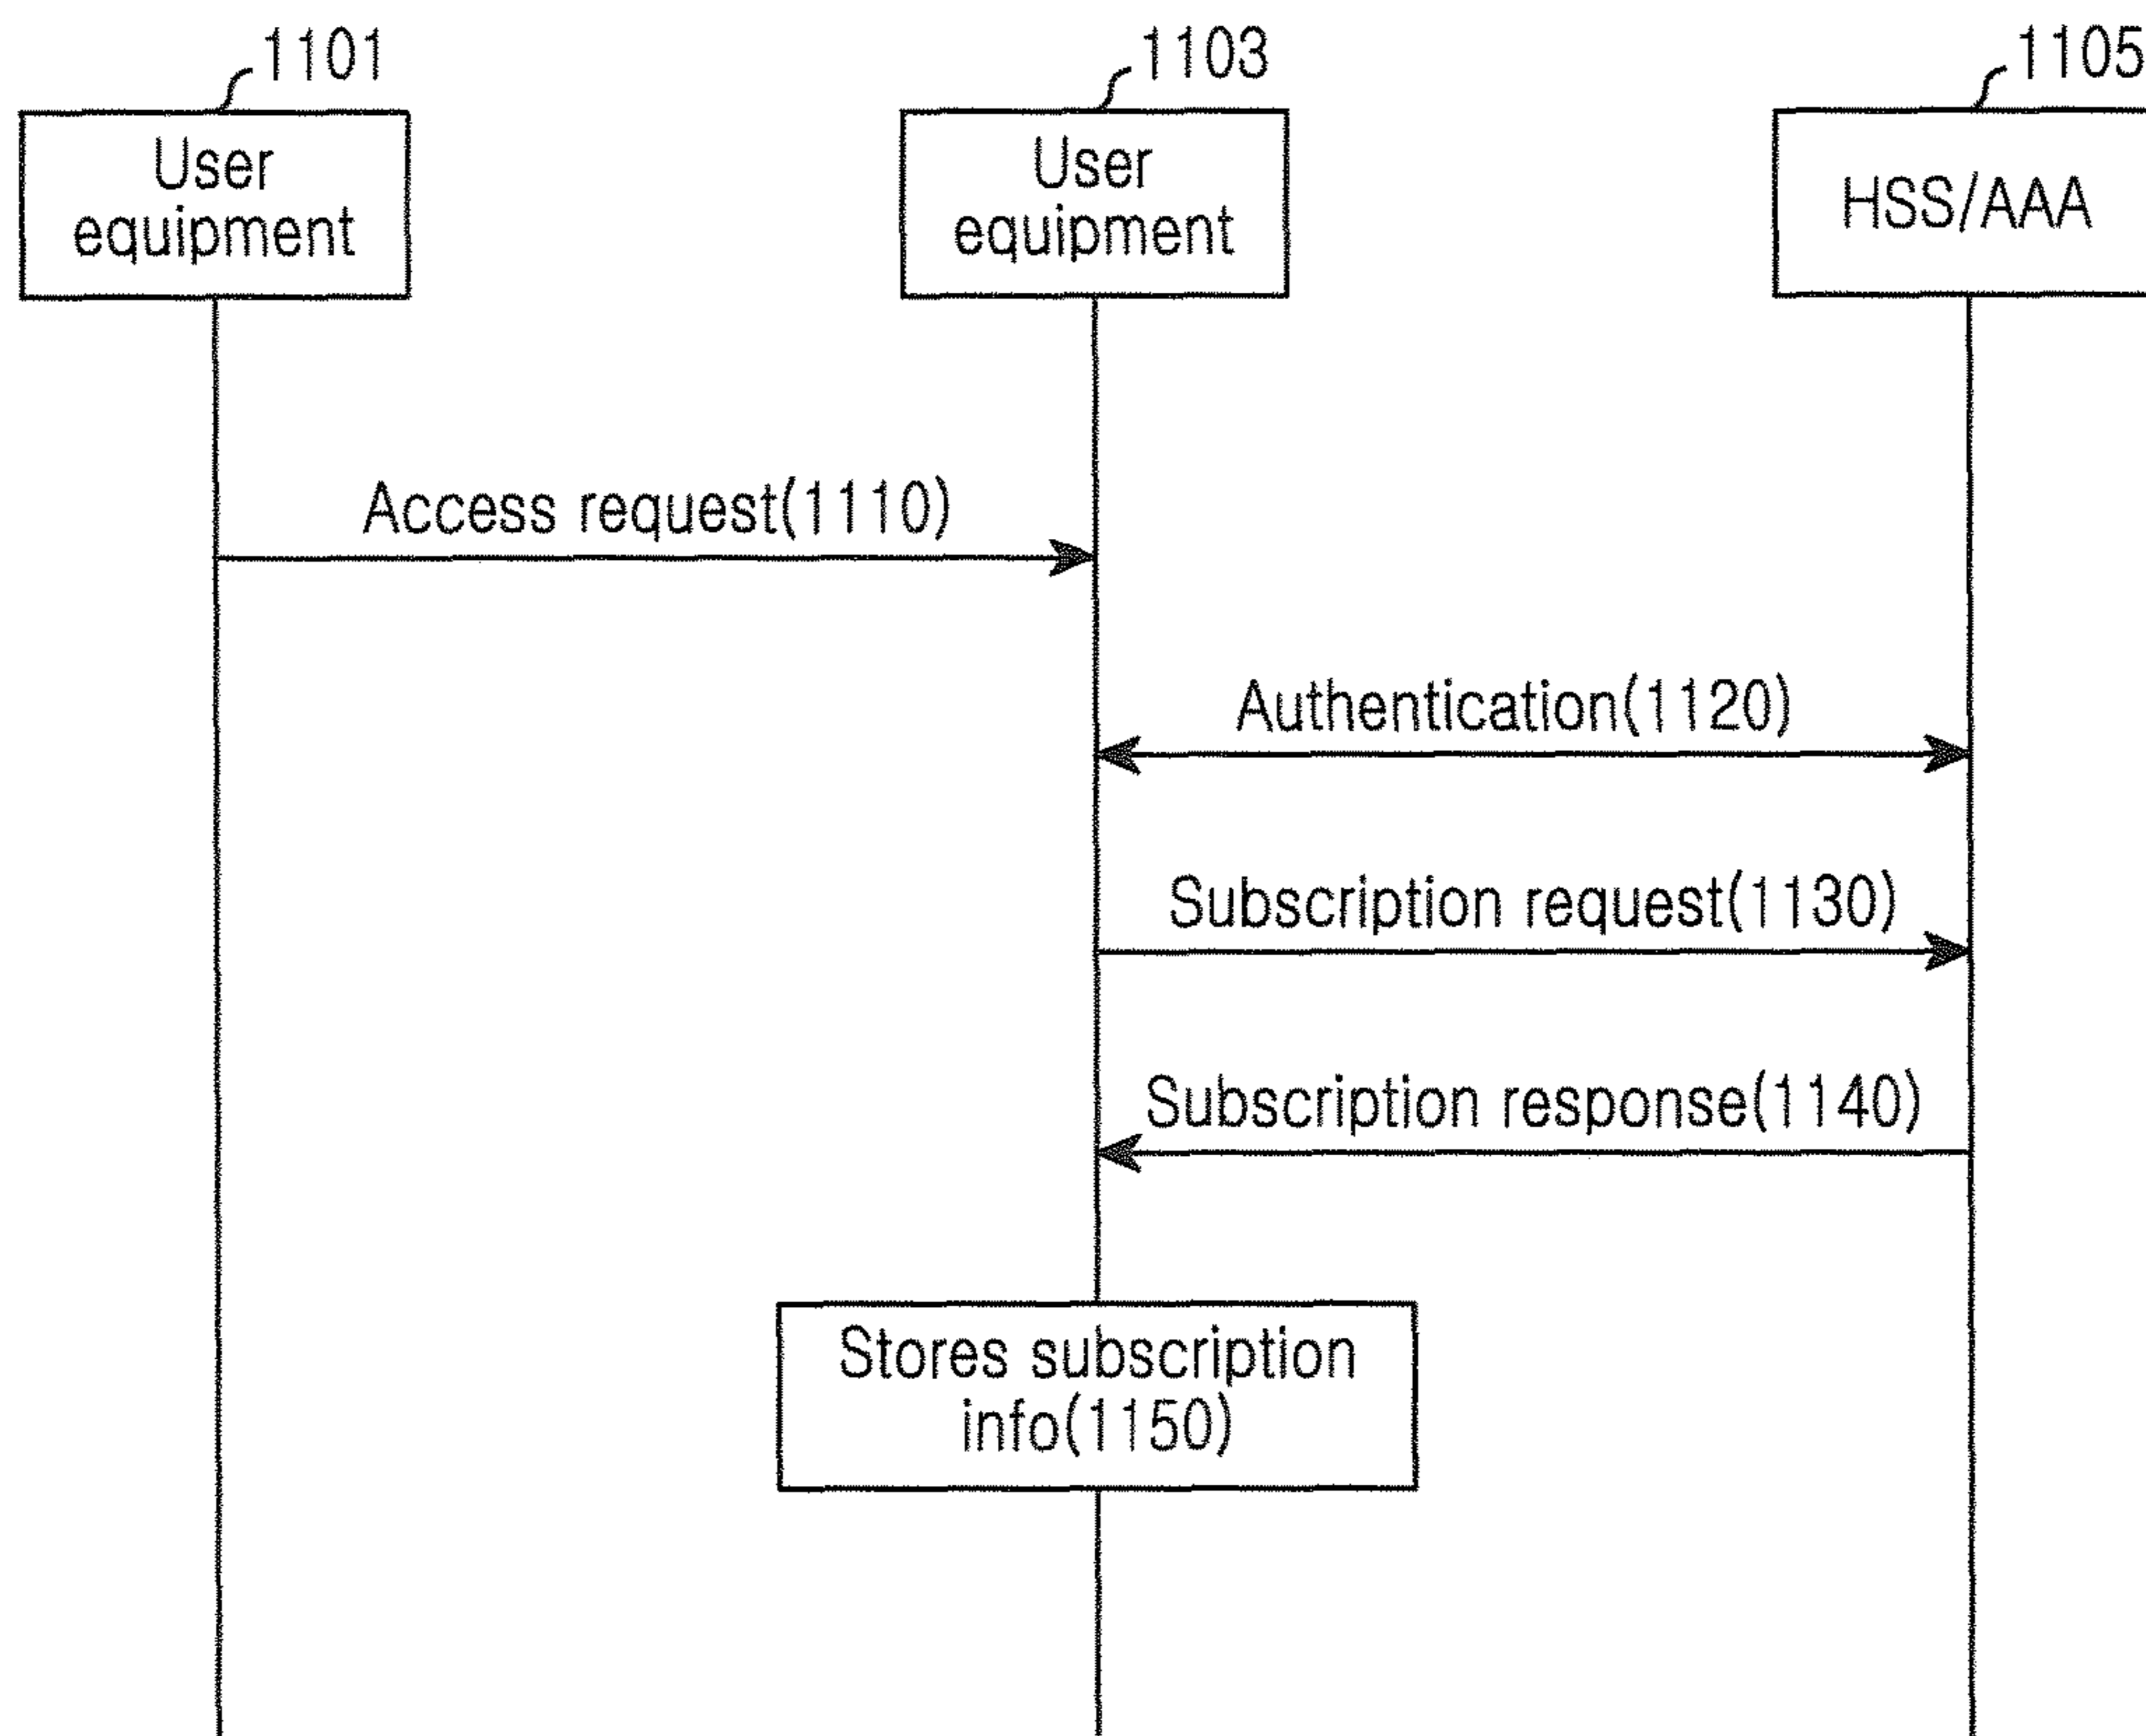 1101
1103
1105
User
equipment
User
equipment
HSS/AAA
Access request(1110)
Authentication(1120)
Subscription request(1130)
Subscription response(1140)
Stores subscription
info(1150)